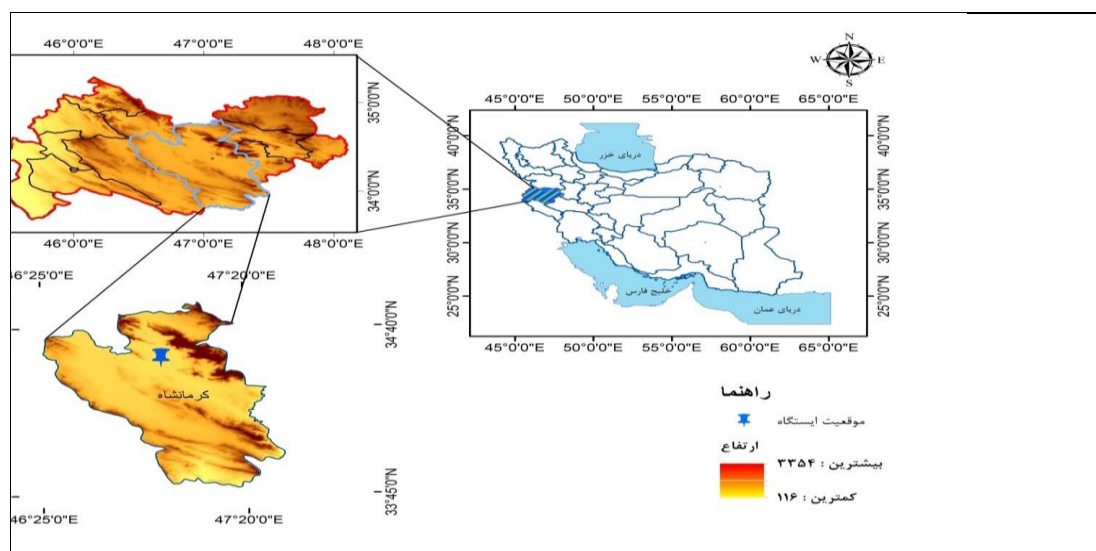 N
W E
S
46°0'0"E 47°0'0"E 48°0'0"E
35°0'0"N
34°0'0"N
46°0'0"E 47°0'0"E 48°0'0"E
45°0'0"E 50°0'0"E 55°0'0"E 60°0'0"E 65°0'0"E
40°0'0"N 40°0'0"N
35°0'0"N 35°0'0"N
30°0'0"N 30°0'0"N
25°0'0"N 25°0'0"N
دریای خزر
خلیج فارس
دریای عمان
45°0'0"E 50°0'0"E 55°0'0"E 60°0'0"E 65°0'0"E
46°25'0"E 47°20'0"E
34°40'0"N
کرمانشاه
33°45'0"N
46°25'0"E 47°20'0"E
راهنما
موقعیت ایستگاه
ارتفاع
بیشترین : ۳۳۵۴
کمترین : ۱۱۶